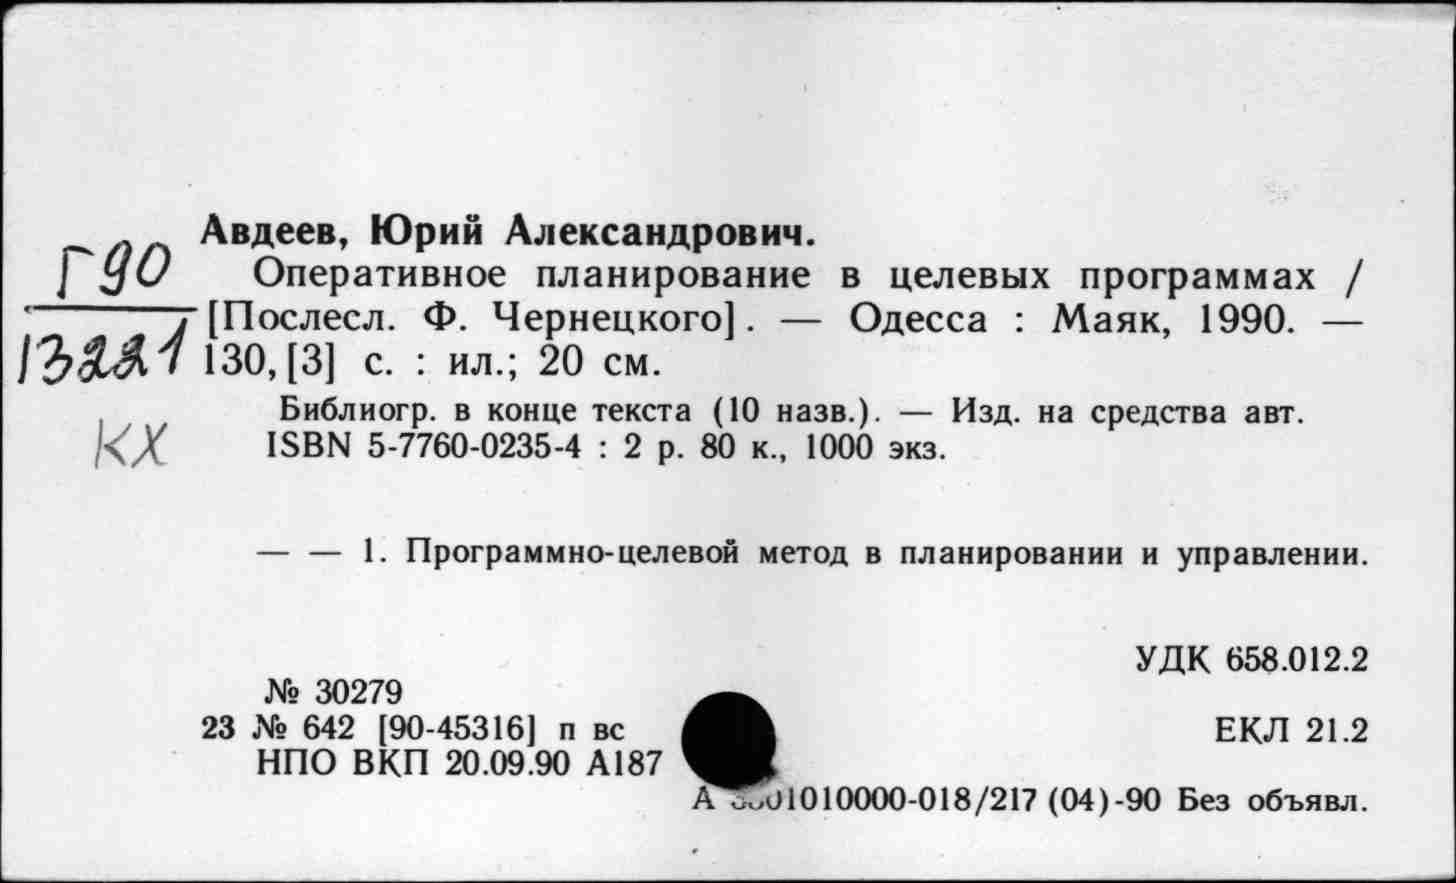 Авдеев, Юрий Александрович.
Г90
Оперативное планирование в целевых программах /
[Послесл. Ф. Чернецкого]. — Одесса : Маяк, 1990. —
130, [3] с. : ил.; 20 см.
Библиогр. в конце текста (10 назв.). — Изд. на средства авт.
КХ
ISBN 5-7760-0235-4 : 2 р. 80 к., 1000 экз.
— — 1. Программно-целевой метод в планировании и управлении.
УДК 658.012.2
№ 30279
23 № 642 [90-45316] п вс
ЕКЛ 21.2
НПО ВКП 20.09.90 А187
А 1010000-018/217 (04)-90 Без объявл.